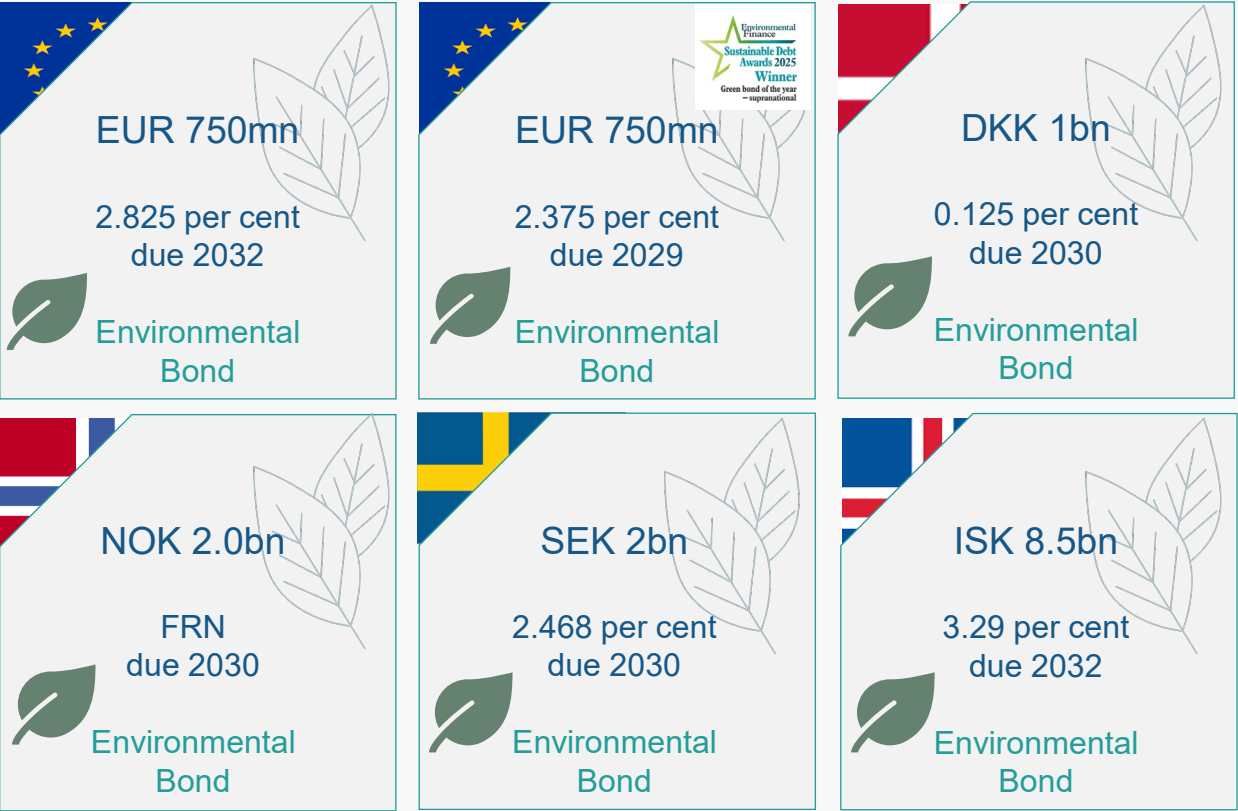 EUR 750mn
2.825 per cent
due 2032
Environmental
Bond
Environmental
Finance
Sustainable Debt
Awards 2025
Winner
Green bond of the year
– supranational
EUR 750mn
2.375 per cent
due 2029
Environmental
Bond
DKK 1bn
0.125 per cent
due 2030
Environmental
Bond
NOK 2.0bn
FRN
due 2030
Environmental
Bond
SEK 2bn
2.468 per cent
due 2030
Environmental
Bond
ISK 8.5bn
3.29 per cent
due 2032
Environmental
Bond